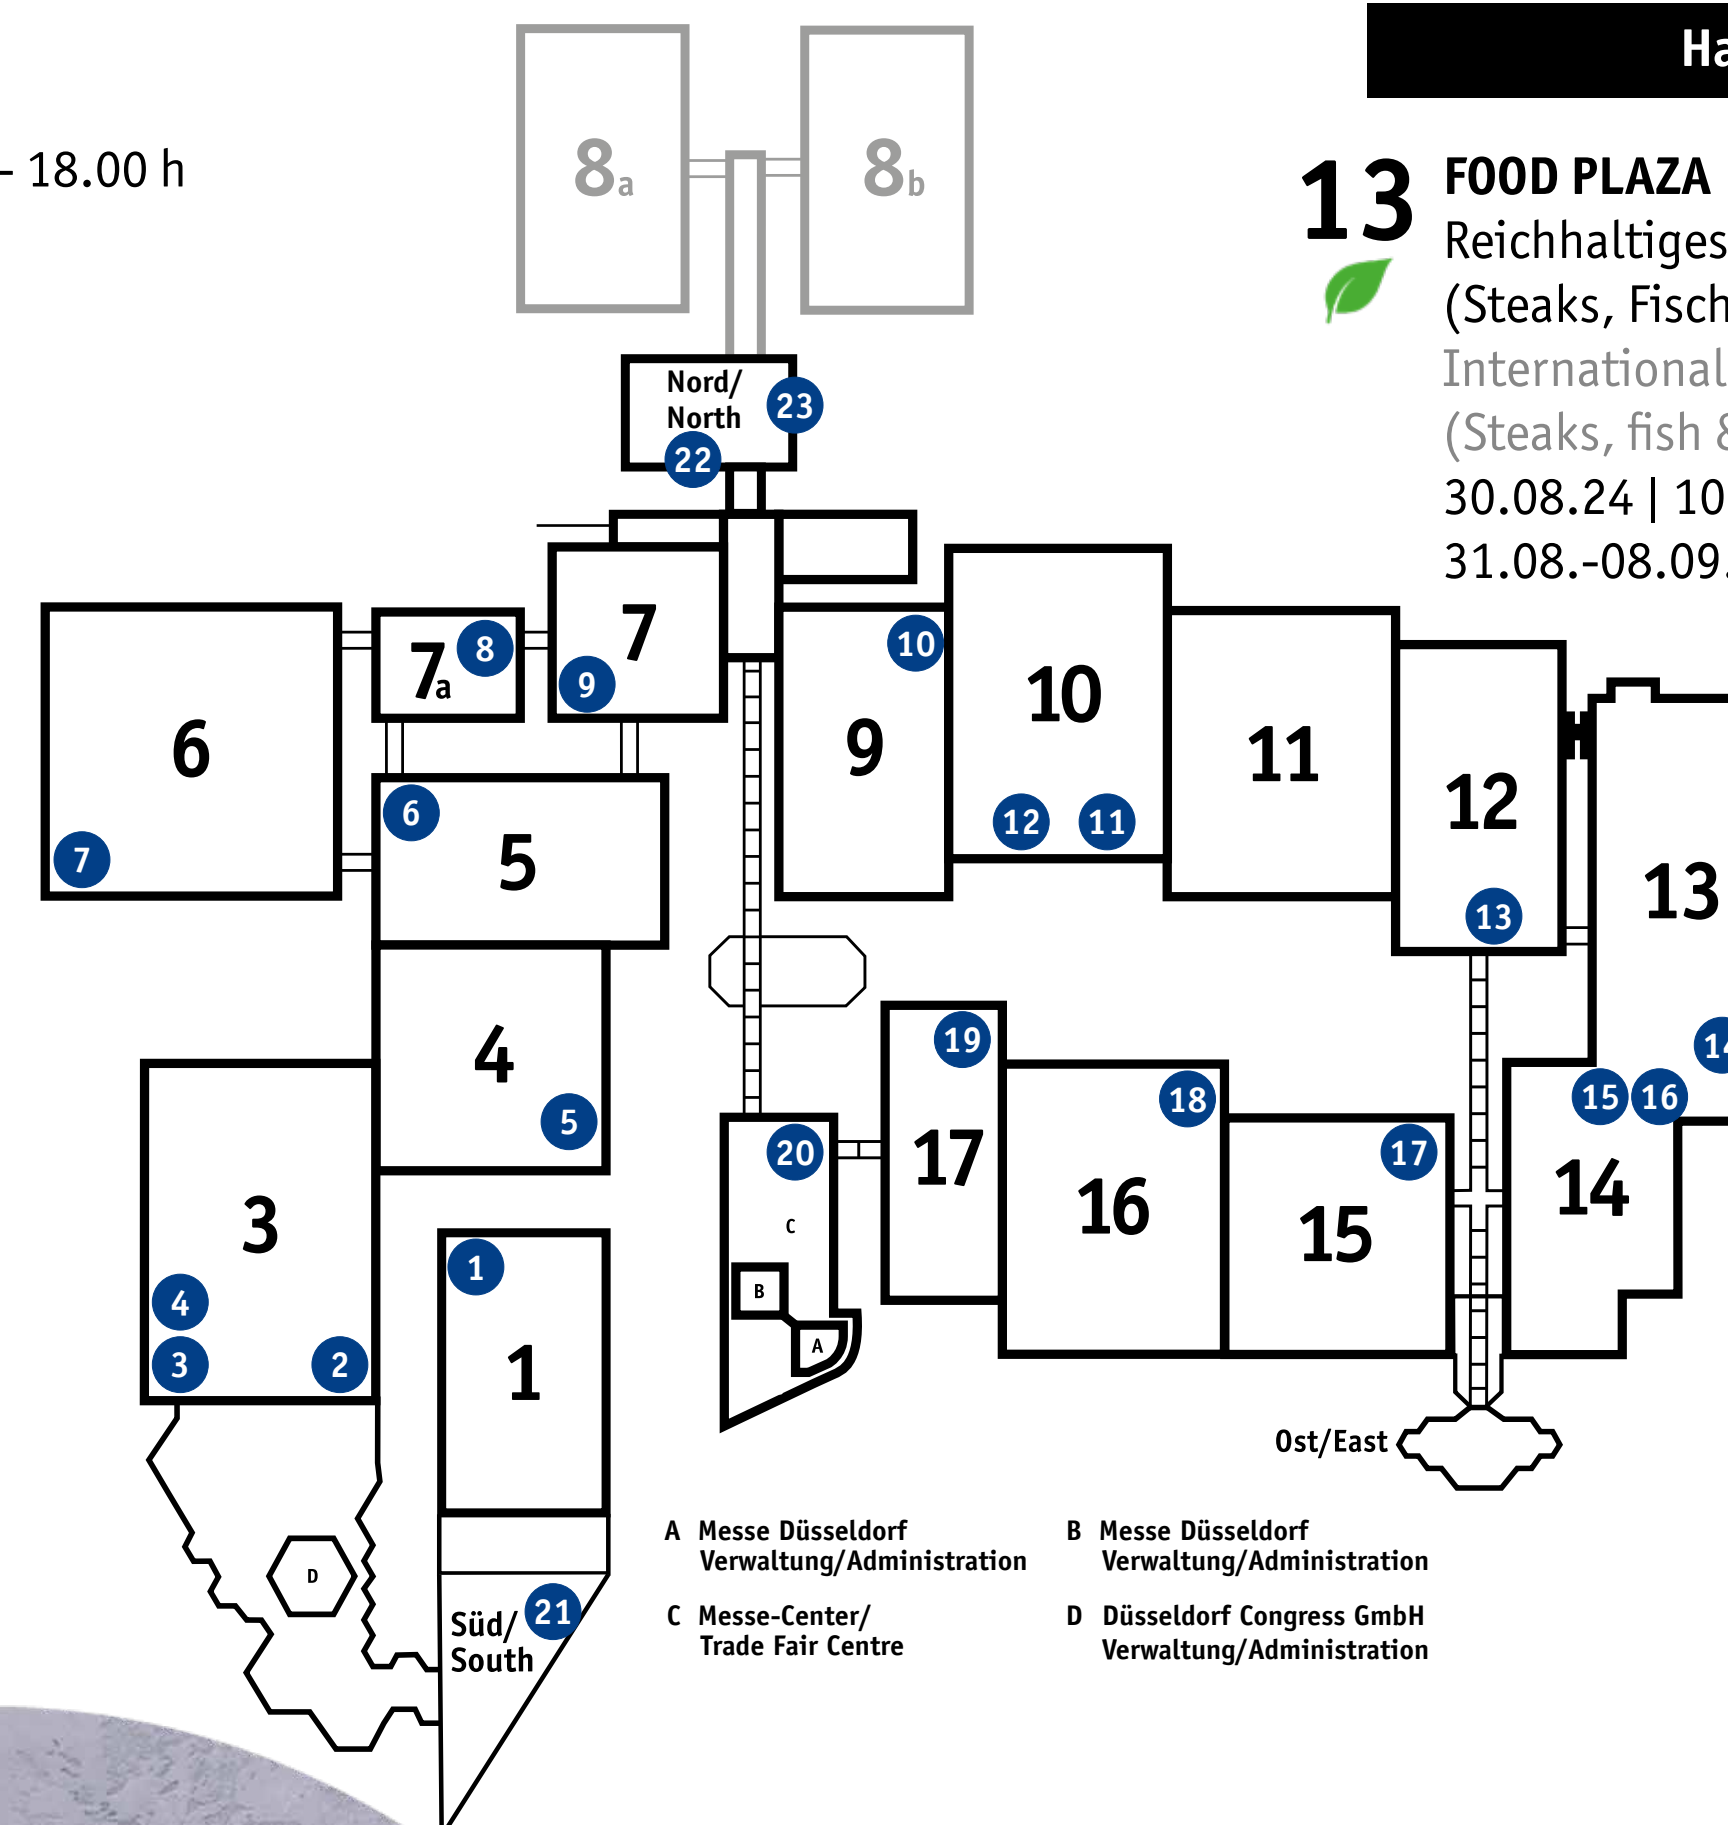 Ha
- 18.00 h
8a
8b
13
FOOD PLAZA
Reichhaltiges
(Steaks, Fisch
International
(Steaks, fish &
30.08.24 | 10
31.08.-08.09.
Nord/
North
23
22
7
9
7a
8
6
7
5
6
4
5
3
4
3
2
1
1
9
10
10
12
11
11
12
13
13
14
15
16
14
17
19
16
18
15
17
20
C
B
A
D
Süd/
South
21
Ost/East
A Messe Düsseldorf
Verwaltung/Administration
B Messe Düsseldorf
Verwaltung/Administration
C Messe-Center/
Trade Fair Centre
D Düsseldorf Congress GmbH
Verwaltung/Administration